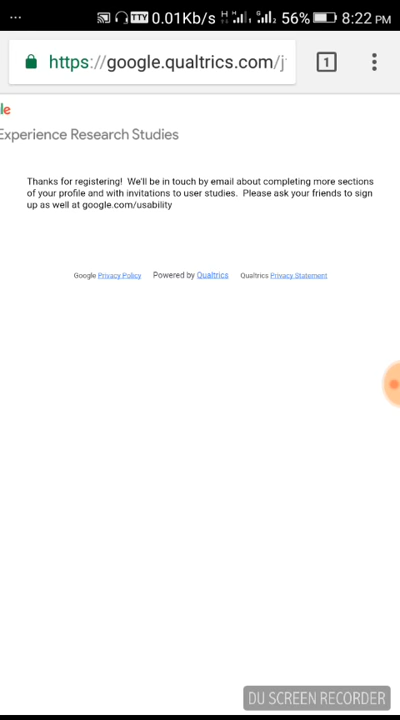 ... TTY 0.01Kb/s H H 1 G 2 56% 8:22 PM
https://google.qualtrics.com/j 1
le
Experience Research Studies
Thanks for registering! We'll be in touch by email about completing more sections
of your profile and with invitations to user studies. Please ask your friends to sign
up as well at google.com/usability
Google Privacy Policy Powered by Qualtrics Qualtrics Privacy Statement
DU SCREEN RECORDER